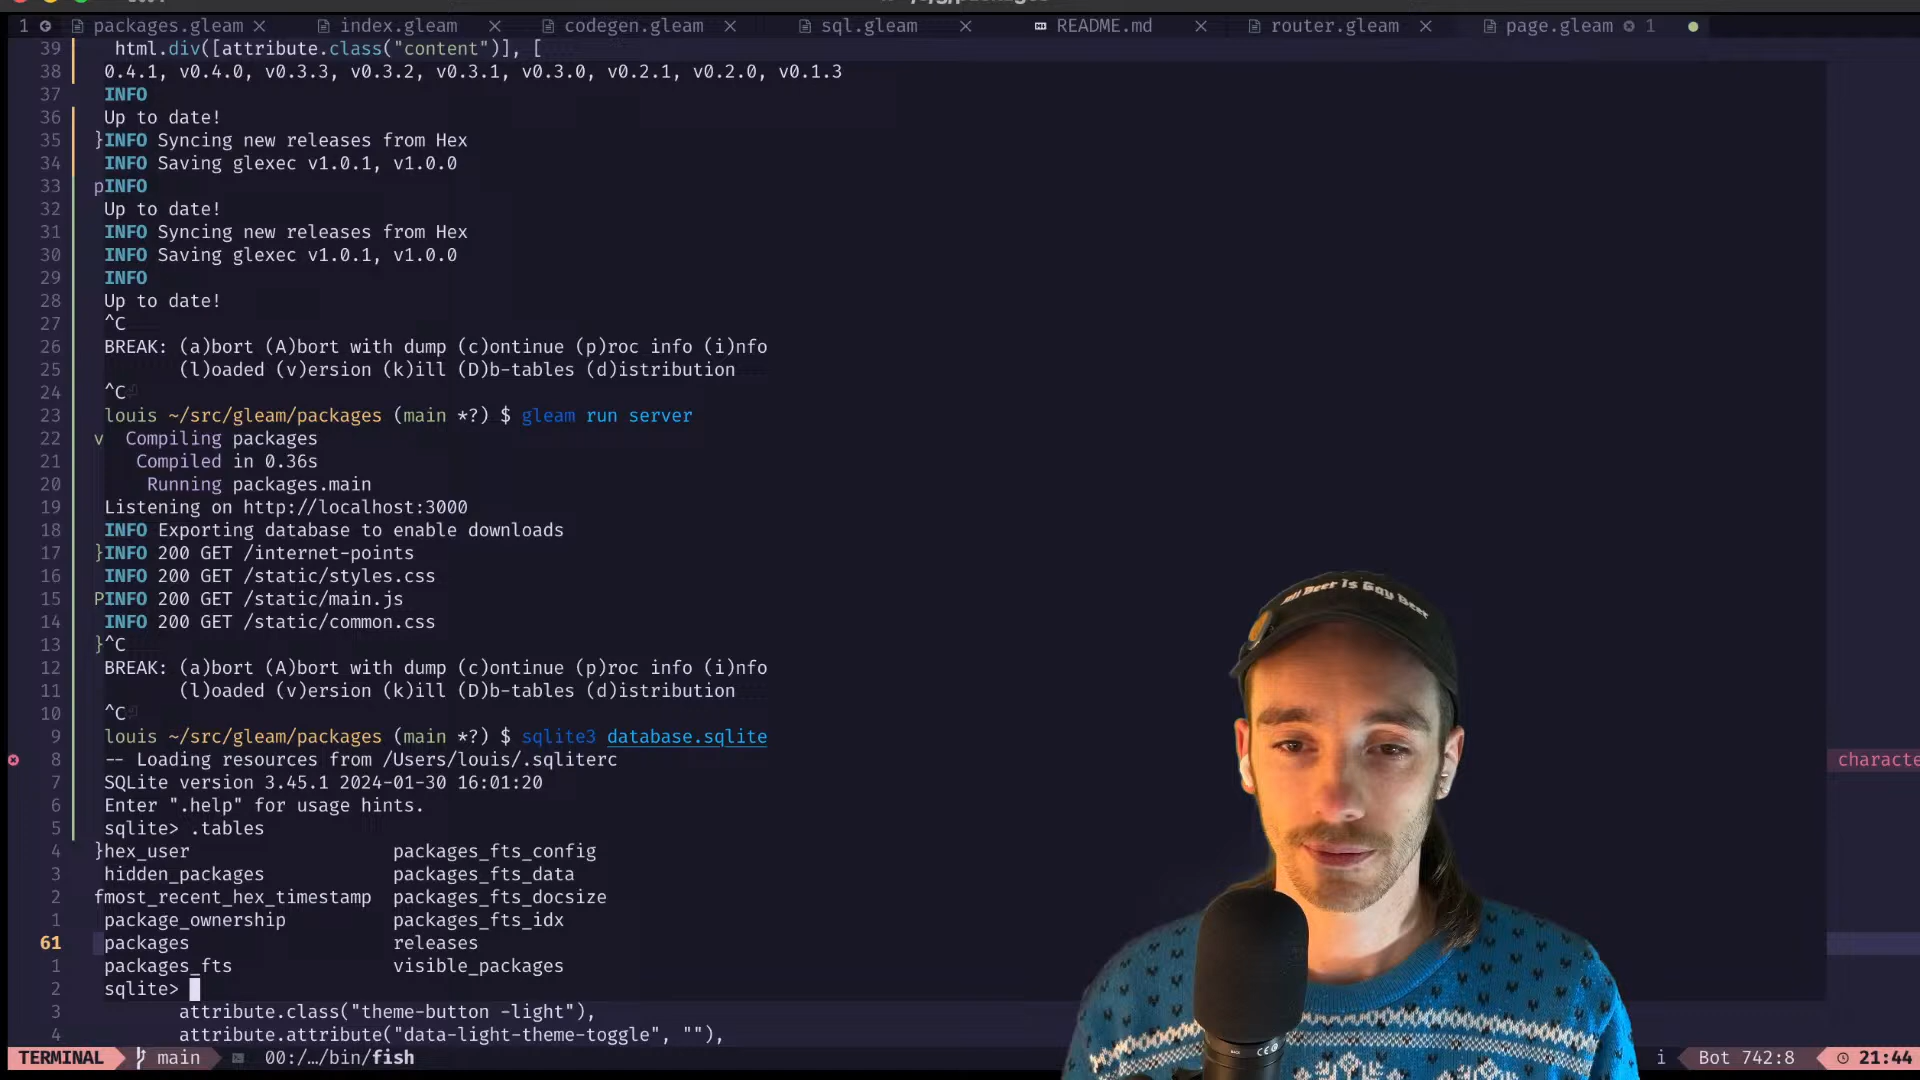 1 packages.gleam index.gleam codegen.gleam sql.gleam README.md router.gleam page.gleam 1
39 html.div([attribute.class("content")], [
38 0.4.1, v0.4.0, v0.3.3, v0.3.2, v0.3.1, v0.3.0, v0.2.1, v0.2.0, v0.1.3
37 INFO
36 Up to date!
35 }INFO Syncing new releases from Hex
34 INFO Saving glexec v1.0.1, v1.0.0
33 pINFO
32 Up to date!
31 INFO Syncing new releases from Hex
30 INFO Saving glexec v1.0.1, v1.0.0
29 INFO
28 Up to date!
27 ^C
26 BREAK: (a)bort (A)bort with dump (c)ontinue (p)roc info (i)nfo
25 (l)oaded (v)ersion (k)ill (D)b-tables (d)istribution
24 ^C⏎
23 louis ~/src/gleam/packages (main *?) $ gleam run server
22 v Compiling packages
21 Compiled in 0.36s
20 Running packages.main
19 Listening on http://localhost:3000
18 INFO Exporting database to enable downloads
17 }INFO 200 GET /internet-points
16 INFO 200 GET /static/styles.css
15 PINFO 200 GET /static/main.js
14 INFO 200 GET /static/common.css
13 }^C
12 BREAK: (a)bort (A)bort with dump (c)ontinue (p)roc info (i)nfo
11 (l)oaded (v)ersion (k)ill (D)b-tables (d)istribution
10 ^C⏎
9 louis ~/src/gleam/packages (main *?) $ sqlite3 database.sqlite
8 -- Loading resources from /Users/louis/.sqliterc characte
7 SQLite version 3.45.1 2024-01-30 16:01:20
6 Enter ".help" for usage hints.
5 sqlite> .tables
4 }hex_user packages_fts_config
3 hidden_packages packages_fts_data
2 fmost_recent_hex_timestamp packages_fts_docsize
1 package_ownership packages_fts_idx
61 packages releases
1 packages_fts visible_packages
2 sqlite>
3 attribute.class("theme-button -light"),
4 attribute.attribute("data-light-theme-toggle", ""),
TERMINAL main 00:/…/bin/fish i Bot 742:8 21:44
Beer is Gay Beer